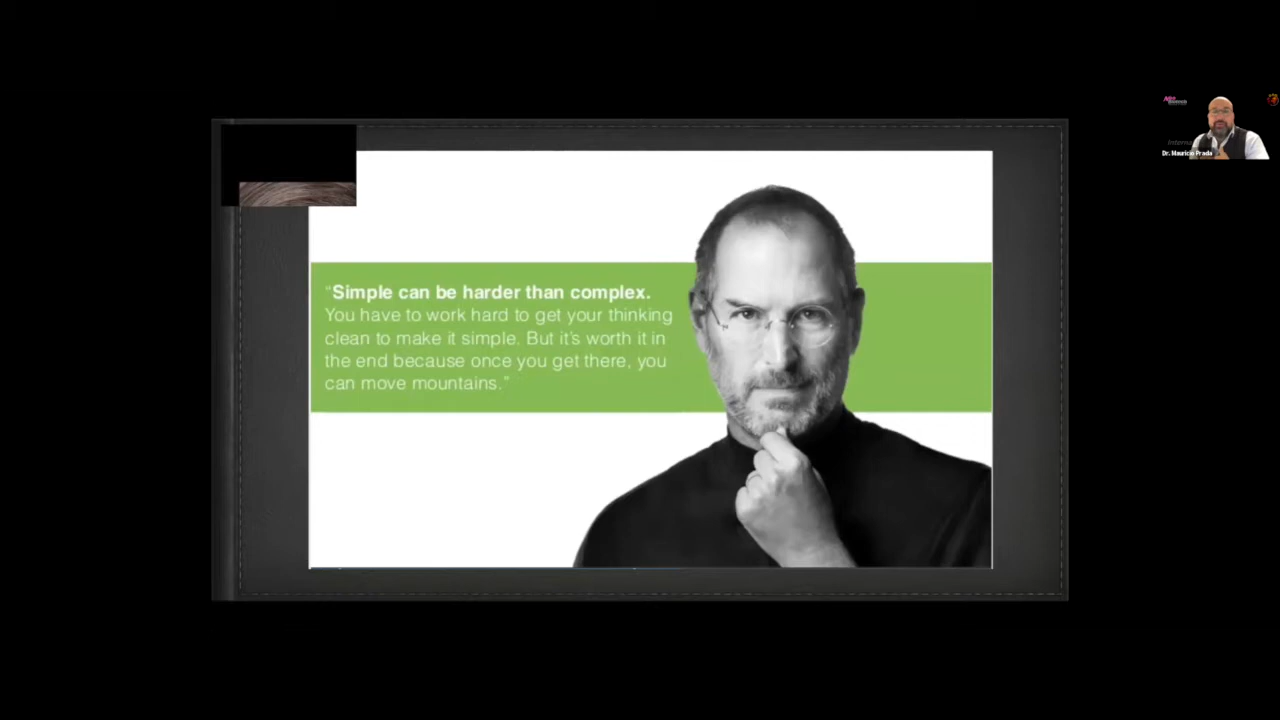 “Simple can be harder than complex.
You have to work hard to get your thinking
clean to make it simple. But it’s worth it in
the end because once you get there, you
can move mountains.”
Dr. Mauricio Prada